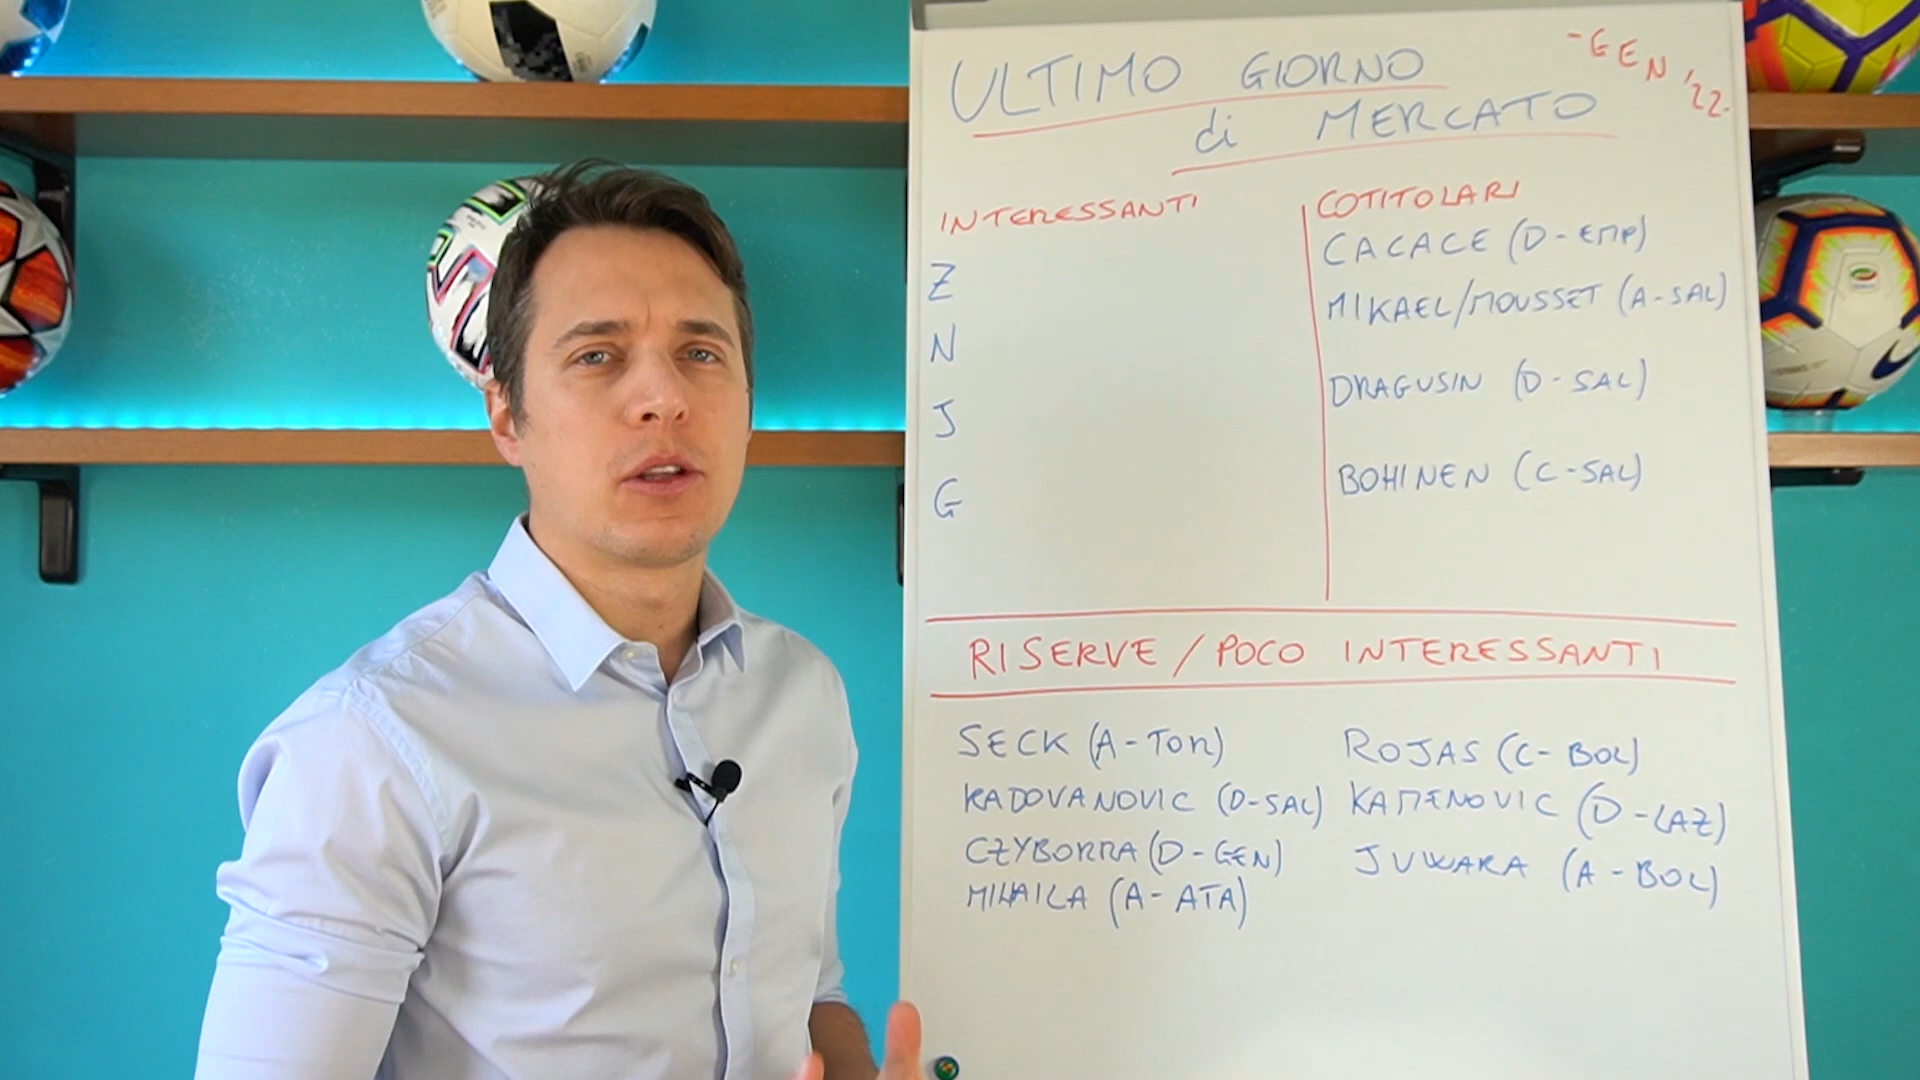 ULTIMO GIORNO
di MERCATO
-GEN '22.
INTERESSANTI
Z
N
J
G
COTITOLARI
CACACE (D-EMP)
MIKAEL/MOUSSET (A-SAL)
DRAGUSIN (D-SAL)
BOHINEN (C-SAL)
RISERVE / POCO INTERESSANTI
SECK (A-TOR)
RADOVANOVIC (D-SAL)
CZYBORRA (D-GEN)
MIHAILA (A-ATA)
ROJAS (C-BOL)
KAMENOVIC (D-LAZ)
JUWARA (A-BOL)